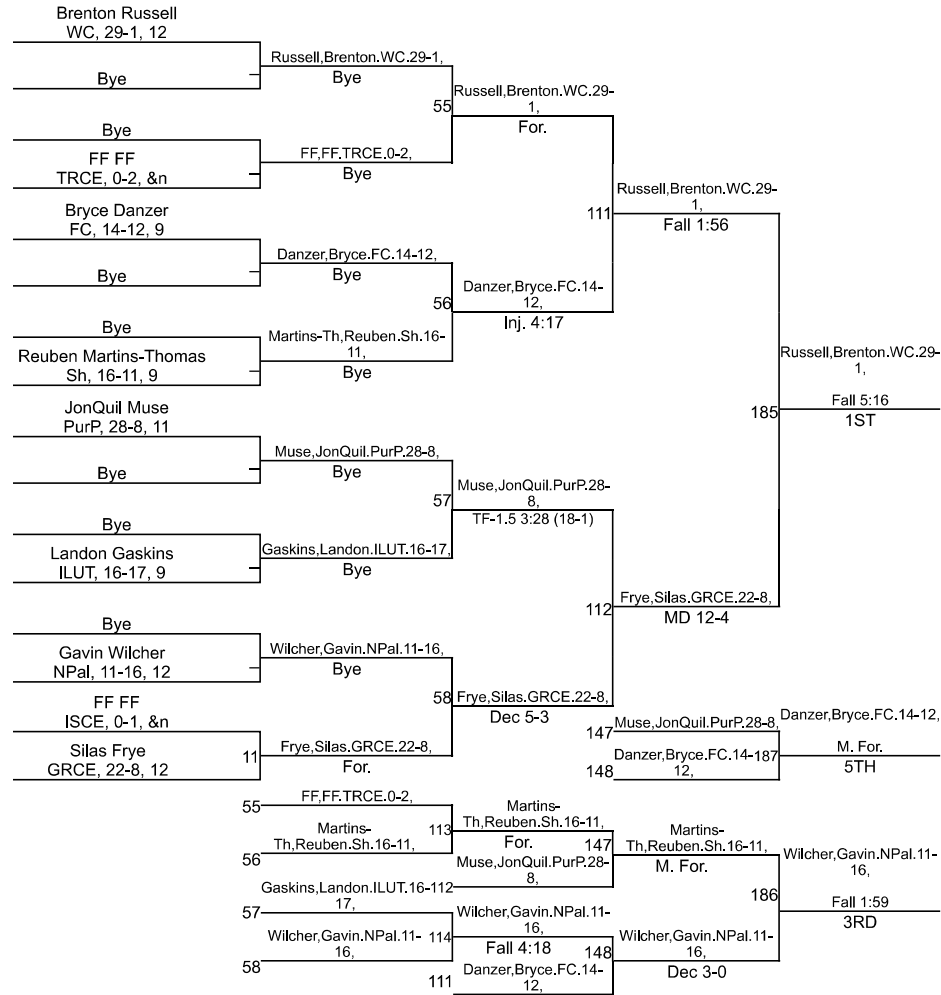 Brenton Russell
WC, 29-1, 12
Bye
Russell,Brenton.WC.29-1,
Bye
Bye
FF FF
TRCE, 0-2, &n
FF,FF.TRCE.0-2,
Bye
55
Russell,Brenton.WC.29-
1,
For.
Bryce Danzer
FC, 14-12, 9
Bye
Danzer,Bryce.FC.14-12,
Bye
Bye
Reuben Martins-Thomas
Sh, 16-11, 9
Martins-Th,Reuben.Sh.16-
11,
Bye
56
Danzer,Bryce.FC.14-
12,
Inj. 4:17
111
Russell,Brenton.WC.29-
1,
Fall 1:56
JonQuil Muse
PurP, 28-8, 11
Bye
Muse,JonQuil.PurP.28-8,
Bye
Bye
Landon Gaskins
ILUT, 16-17, 9
Gaskins,Landon.ILUT.16-17,
Bye
57
Muse,JonQuil.PurP.28-
8,
TF-1.5 3:28 (18-1)
Bye
Gavin Wilcher
NPal, 11-16, 12
Wilcher,Gavin.NPal.11-16,
Bye
FF FF
ISCE, 0-1, &n
Silas Frye
GRCE, 22-8, 12
11
Frye,Silas.GRCE.22-8,
For.
58
Frye,Silas.GRCE.22-8,
Dec 5-3
112
Frye,Silas.GRCE.22-8,
MD 12-4
185
Russell,Brenton.WC.29-
1,
Fall 5:16
1ST
147
Muse,JonQuil.PurP.28-8,
148
Danzer,Bryce.FC.14-
12,
187
Danzer,Bryce.FC.14-12,
M. For.
5TH
55
FF,FF.TRCE.0-2,
56
Martins-
Th,Reuben.Sh.16-11,
113
Martins-
Th,Reuben.Sh.16-11,
For.
112
Muse,JonQuil.PurP.28-
8,
147
Martins-
Th,Reuben.Sh.16-11,
M. For.
57
Gaskins,Landon.ILUT.16-
17,
58
Wilcher,Gavin.NPal.11-
16,
114
Wilcher,Gavin.NPal.11-
16,
Fall 4:18
111
Danzer,Bryce.FC.14-
12,
148
Wilcher,Gavin.NPal.11-
16,
Dec 3-0
186
Wilcher,Gavin.NPal.11-
16,
Fall 1:59
3RD